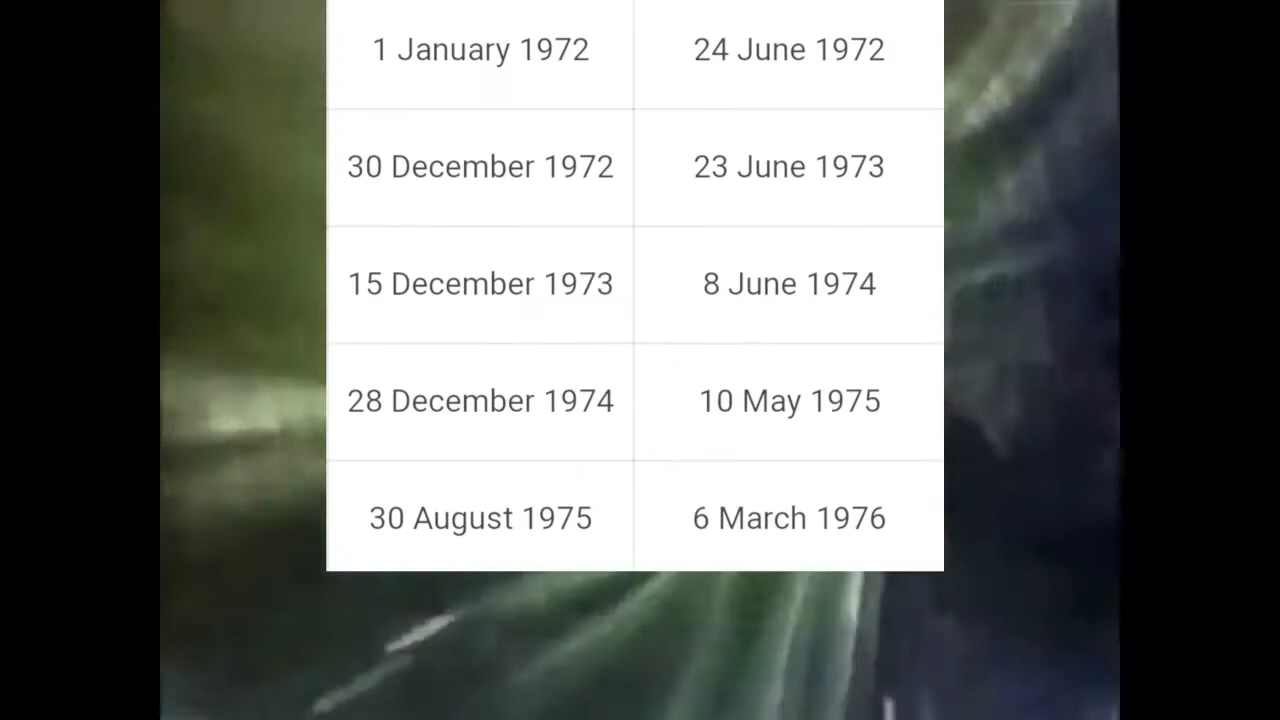 1 January 1972 24 June 1972
30 December 1972 23 June 1973
15 December 1973 8 June 1974
28 December 1974 10 May 1975
30 August 1975 6 March 1976